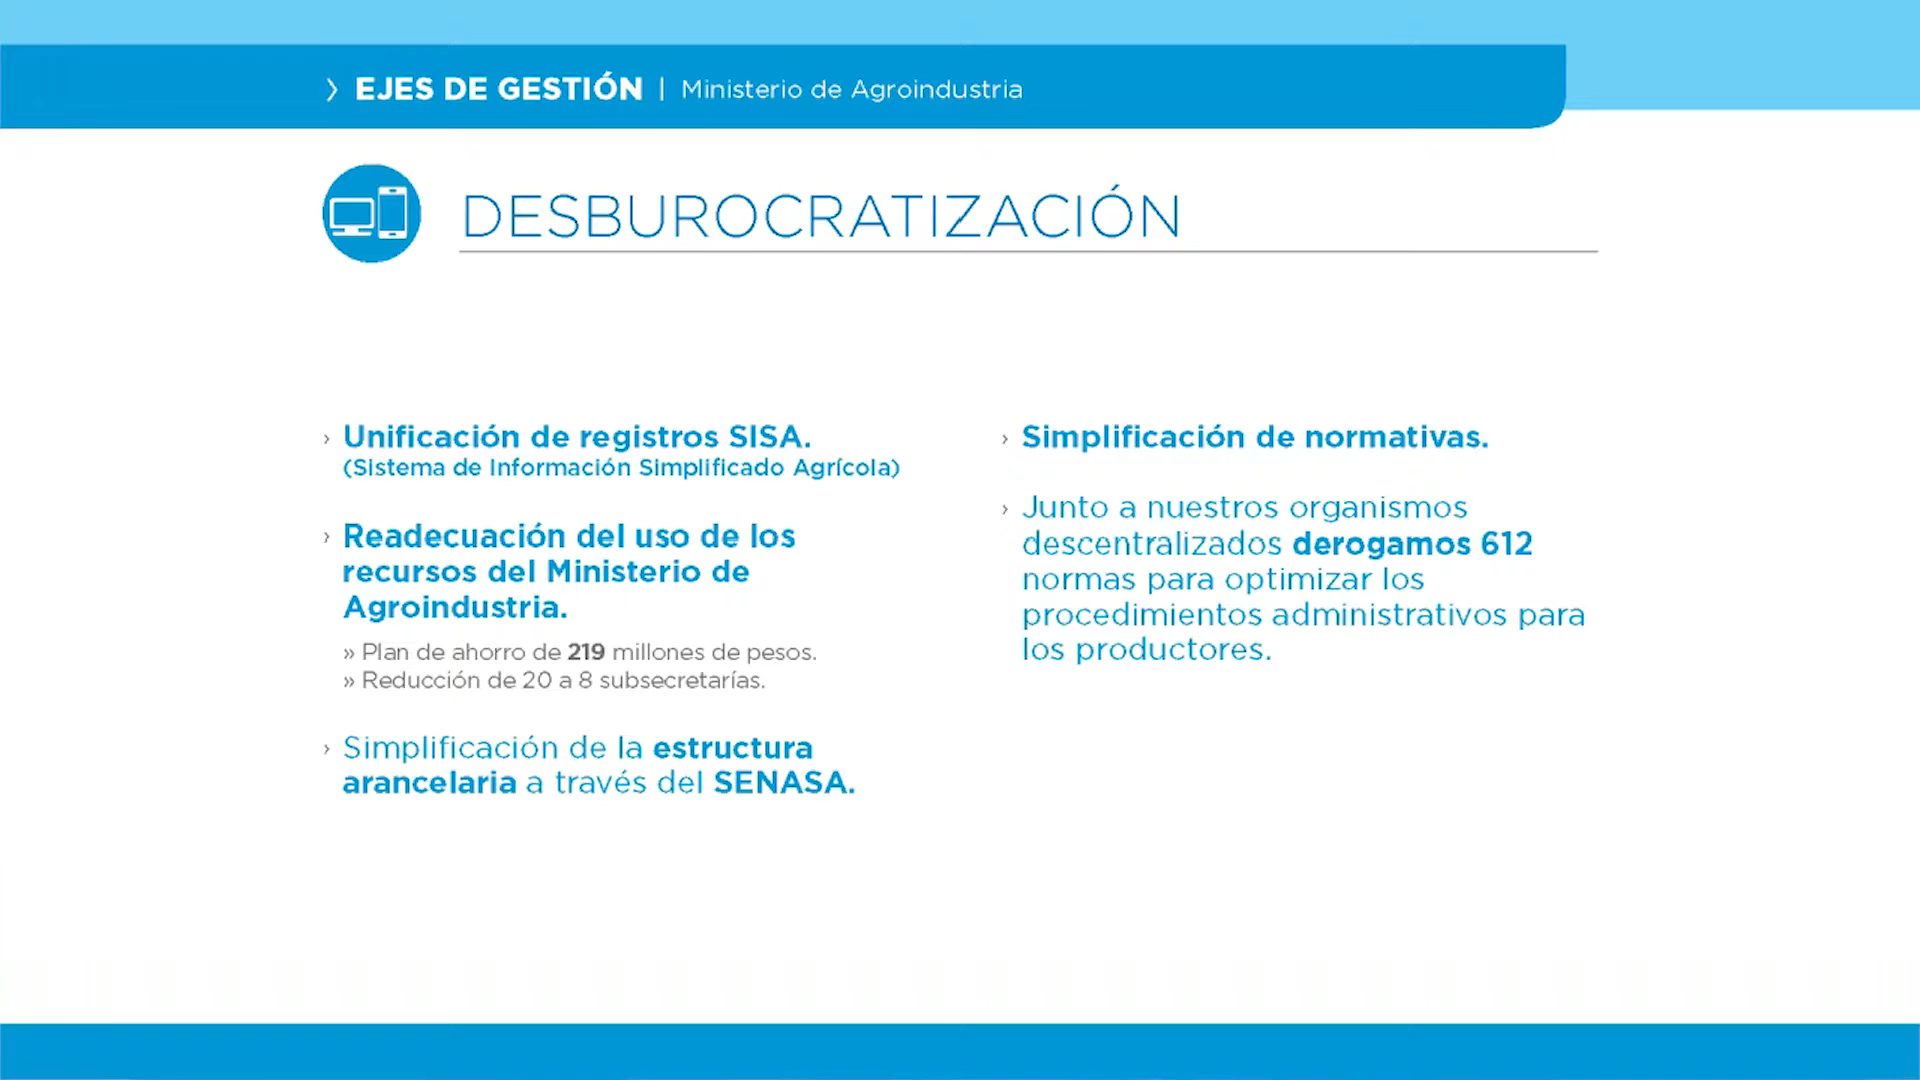 › EJES DE GESTIÓN | Ministerio de Agroindustria
DESBUROCRATIZACIÓN
› Unificación de registros SISA.
(Sistema de Información Simplificado Agrícola)
› Readecuación del uso de los
recursos del Ministerio de
Agroindustria.
» Plan de ahorro de 219 millones de pesos.
» Reducción de 20 a 8 subsecretarías.
› Simplificación de la estructura
arancelaria a través del SENASA.
› Simplificación de normativas.
› Junto a nuestros organismos
descentralizados derogamos 612
normas para optimizar los
procedimientos administrativos para
los productores.